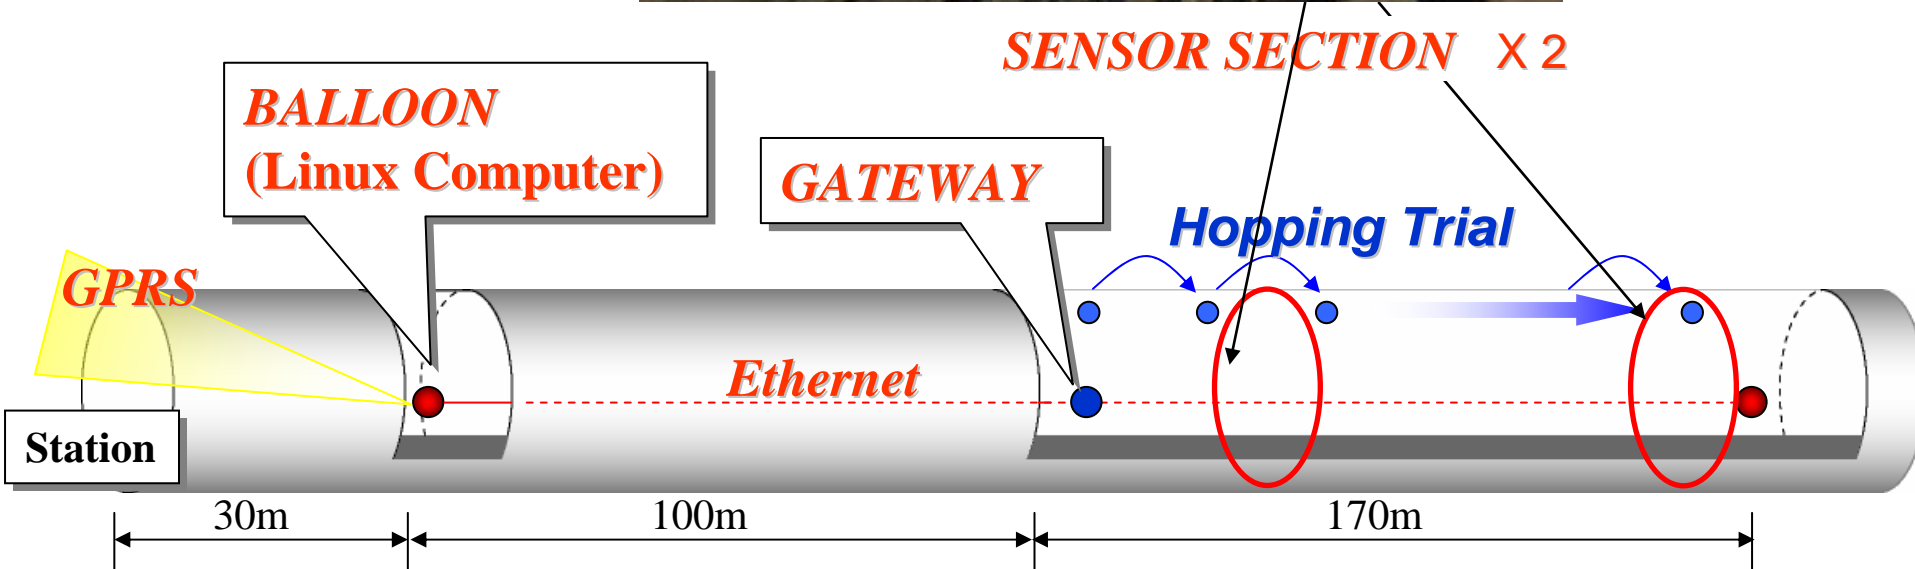 SENSOR SECTION X 2
BALLOON
(Linux Computer)
GATEWAY
Hopping Trial
GPRS
Ethernet
Station
30m
100m
170m